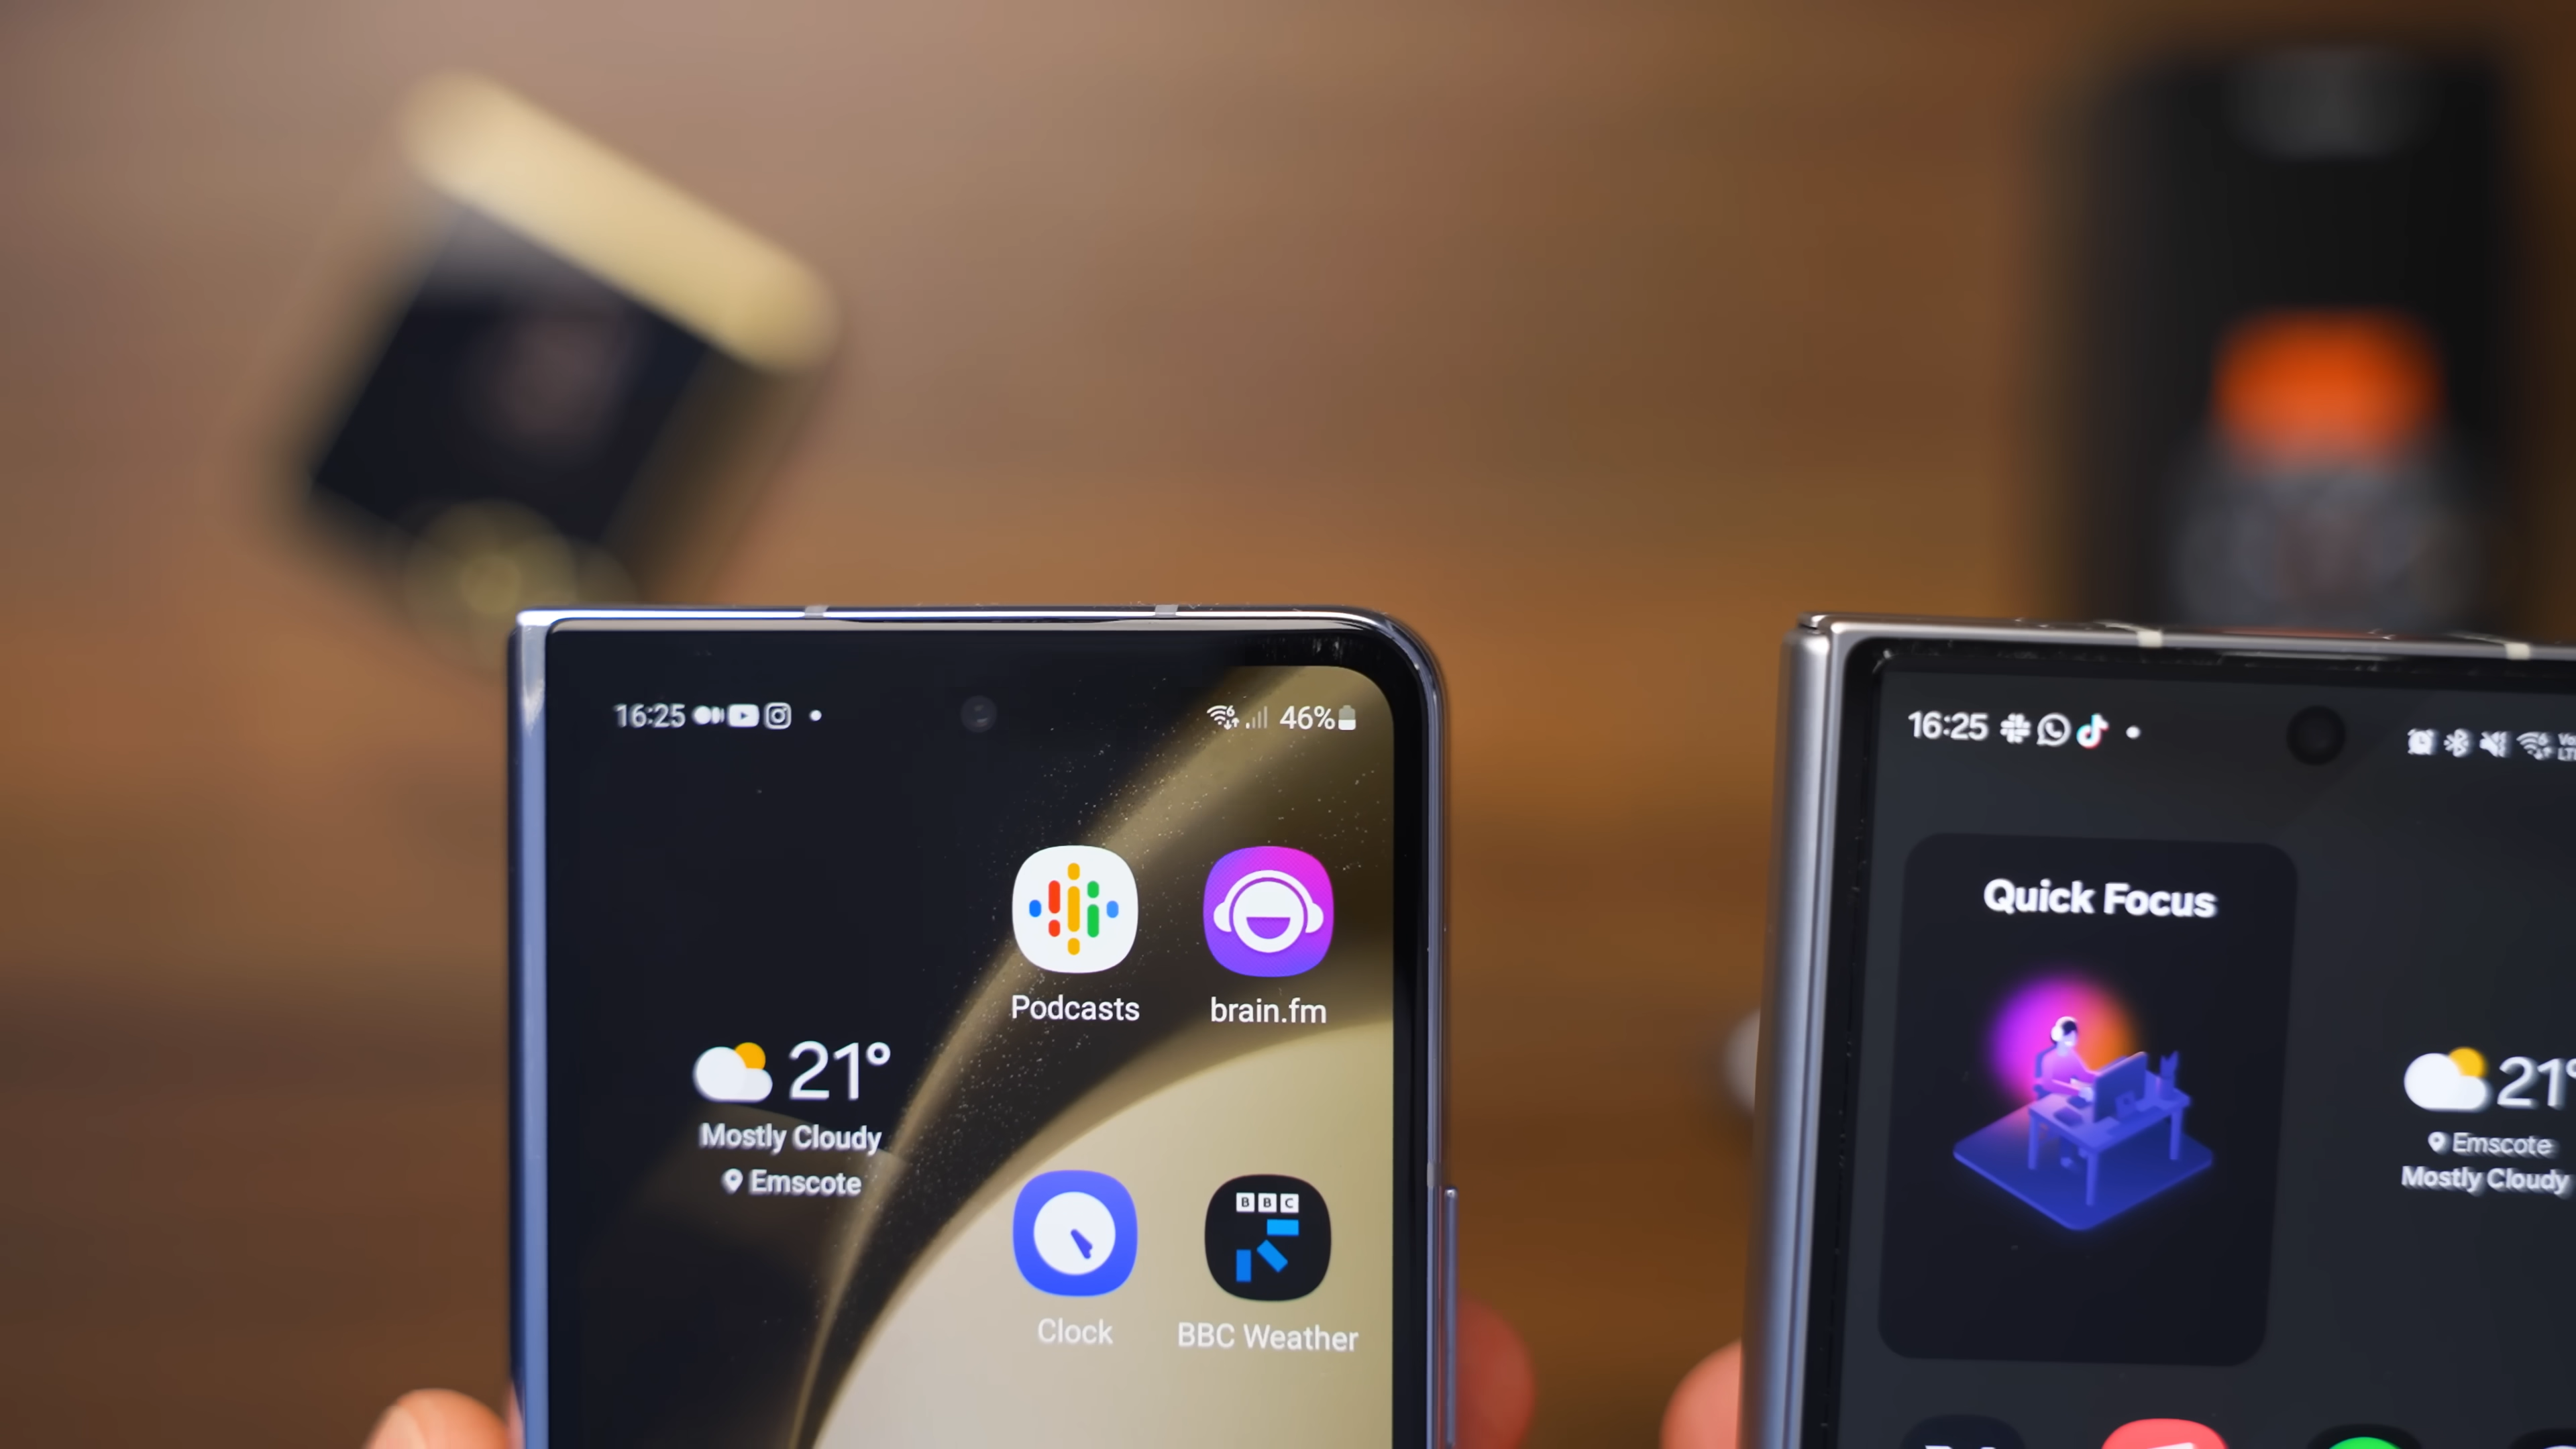 16:25
46%
Podcasts
brain.fm
21°
Mostly Cloudy
Emscote
BBC
Clock
BBC Weather
16:25
Quick Focus
21°
Emscote
Mostly Cloudy